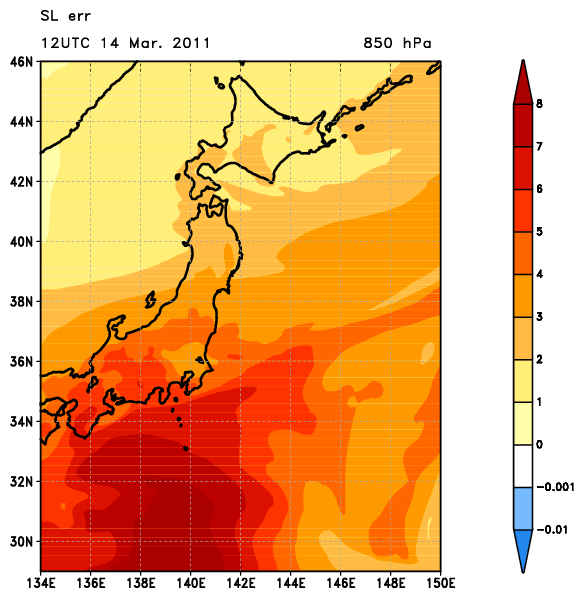 SL err
12UTC 14 Mar. 2011 850 hPa
46N
44N
42N
40N
38N
36N
34N
32N
30N
134E 136E 138E 140E 142E 144E 146E 148E 150E
8
7
6
5
4
3
2
1
0
-0.001
-0.01